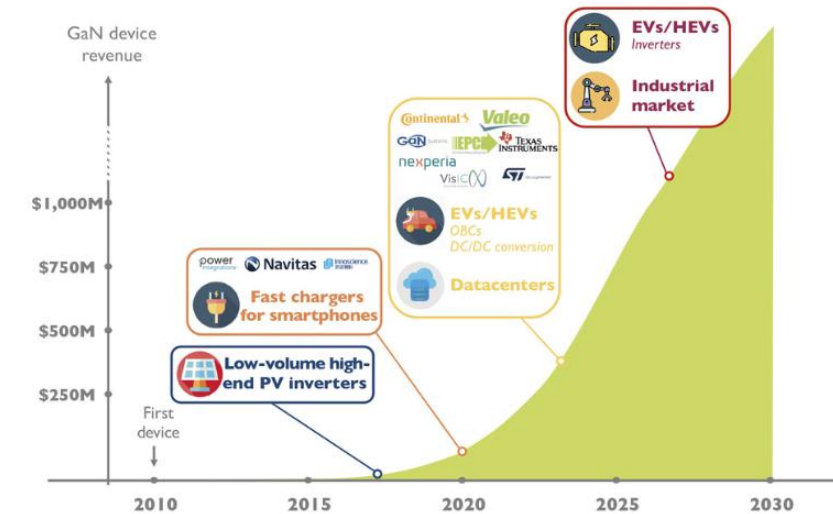 GaN device
revenue
$1,000M
$750M
$500M
$250M
First
device
Low-volume high-
end PV inverters
power
integrations
Navitas
Innoscience
Fast chargers
for smartphones
Continental
Valeo
GaN Systems
EPC
TEXAS
INSTRUMENTS
nexperia
VisIC
ST
EVs/HEVs
OBCs
DC/DC conversion
Datacenters
EVs/HEVs
Inverters
Industrial
market
2010
2015
2020
2025
2030